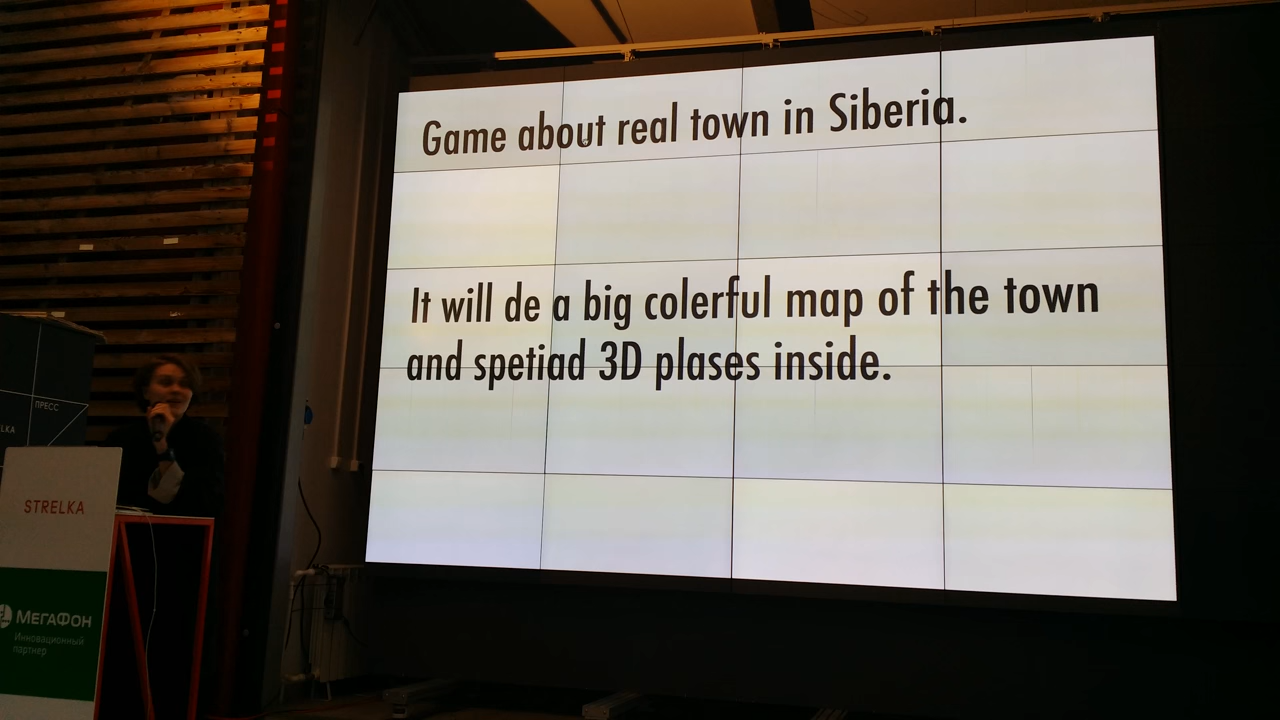 Game about real town in Siberia.
It will de a big colerful map of the town
and spetiad 3D plases inside.
ПРЕСС
LKA
STRELKA
МЕГАФОН
Инновационный
партнер